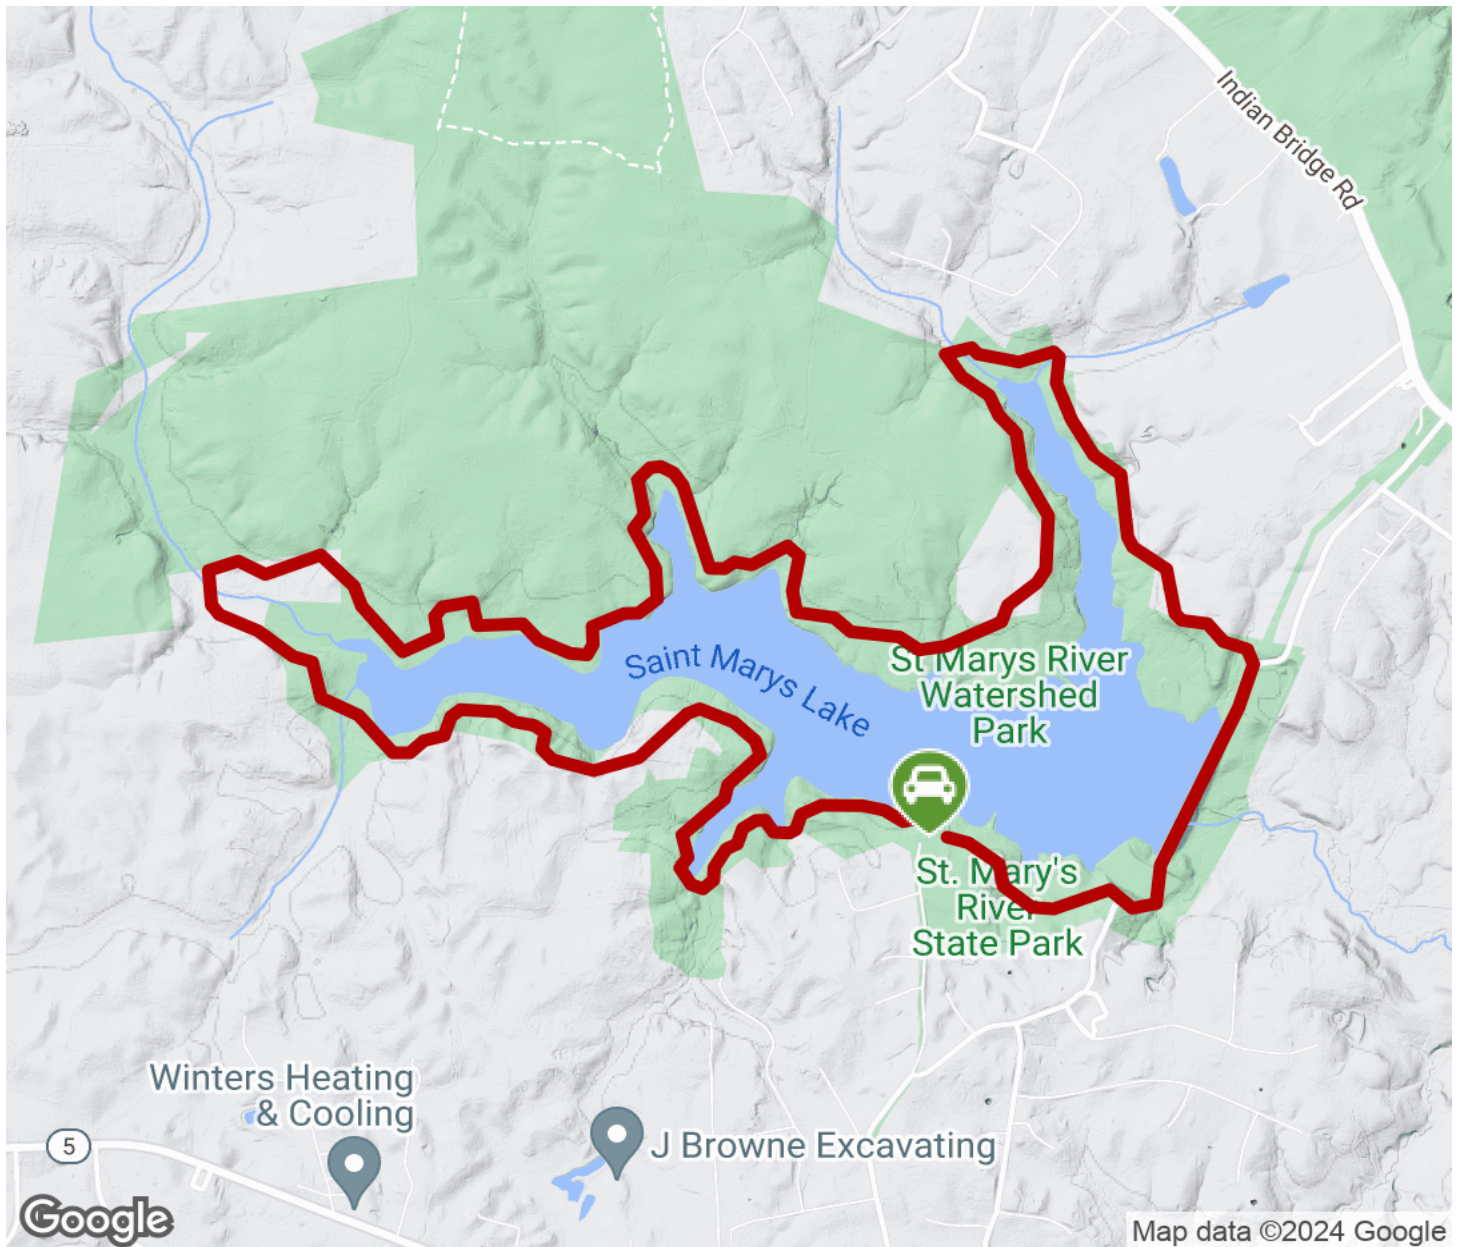 Indian Bridge Rd
Saint Marys Lake
St Marys River
Watershed
Park
St. Mary's
River
State Park
Winters Heating
& Cooling
5
J Browne Excavating
Google
Map data ©2024 Google